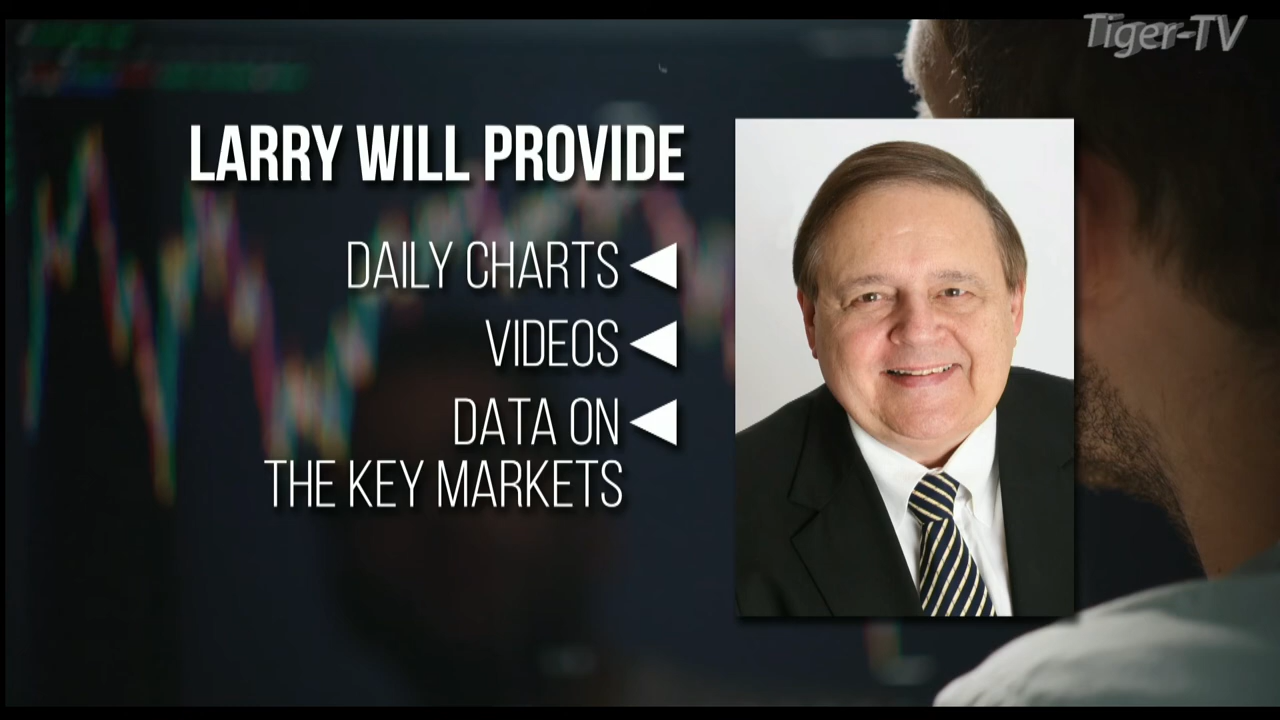 Tiger-TV
LARRY WILL PROVIDE
DAILY CHARTS
VIDEOS
DATA ON
THE KEY MARKETS